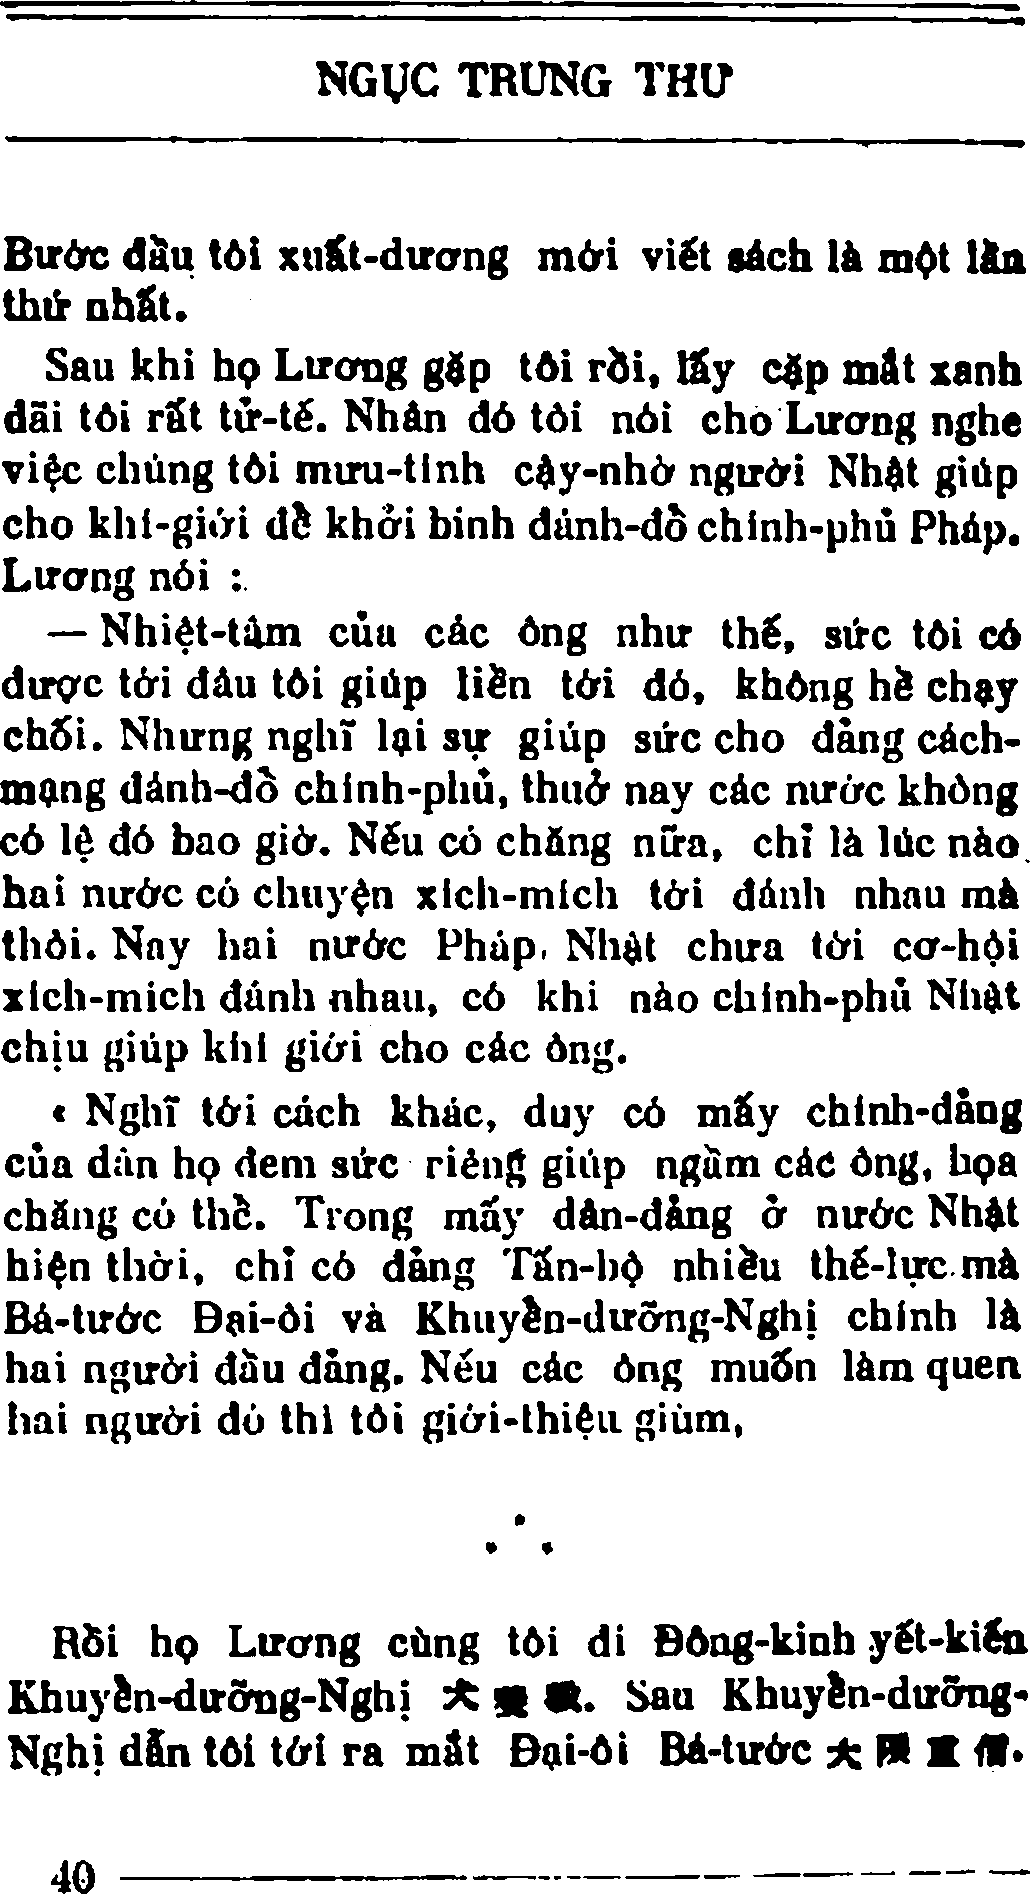 NGỤC TRUNG THƯ
Bước đầu tôi xuất-dương mới viết sách là một lần
thứ nhất.
Sau khi họ Lương gặp tôi rồi, lấy cặp mắt xanh
đãi tôi rất tử-tế. Nhân đó tôi nói cho Lương nghe
việc chúng tôi mưu-tính cậy-nhờ người Nhật giúp
cho khí-giới để khởi binh đánh-đổ chính-phủ Pháp.
Lương nói :
— Nhiệt-tâm của các ông như thế, sức tôi có
được tới đâu tôi giúp liền tới đó, không hề chạy
chối. Nhưng nghĩ lại sự giúp sức cho đảng cách-
mạng đánh-đổ chính-phủ, thuở nay các nước không
có lệ đó bao giờ. Nếu có chăng nữa, chỉ là lúc nào
hai nước có chuyện xích-mích tới đánh nhau mà
thôi. Nay hai nước Pháp, Nhật chưa tới cơ-hội
xích-mich đánh nhau, có khi nào chính-phủ Nhật
chịu giúp khí giới cho các ông.
« Nghĩ tới cách khác, duy có mấy chính-đảng
của dân họ đem sức riêng giúp ngầm các ông, họa
chăng có thể. Trong mấy dân-đảng ở nước Nhật
hiện thời, chỉ có đảng Tấn-bộ nhiều thế-lực mà
Bá-tước Đại-ôi và Khuyển-dưỡng-Nghị chính là
hai người đầu đảng. Nếu các ông muốn làm quen
hai người đó thì tôi giới-thiệu giùm,
Rồi họ Lương cùng tôi đi Đông-kinh yết-kiến
Khuyển-dưỡng-Nghị 犬養毅. Sau Khuyển-dưỡng-
Nghị dẫn tôi tới ra mắt Đại-ôi Bá-tước 大隈重信.
40